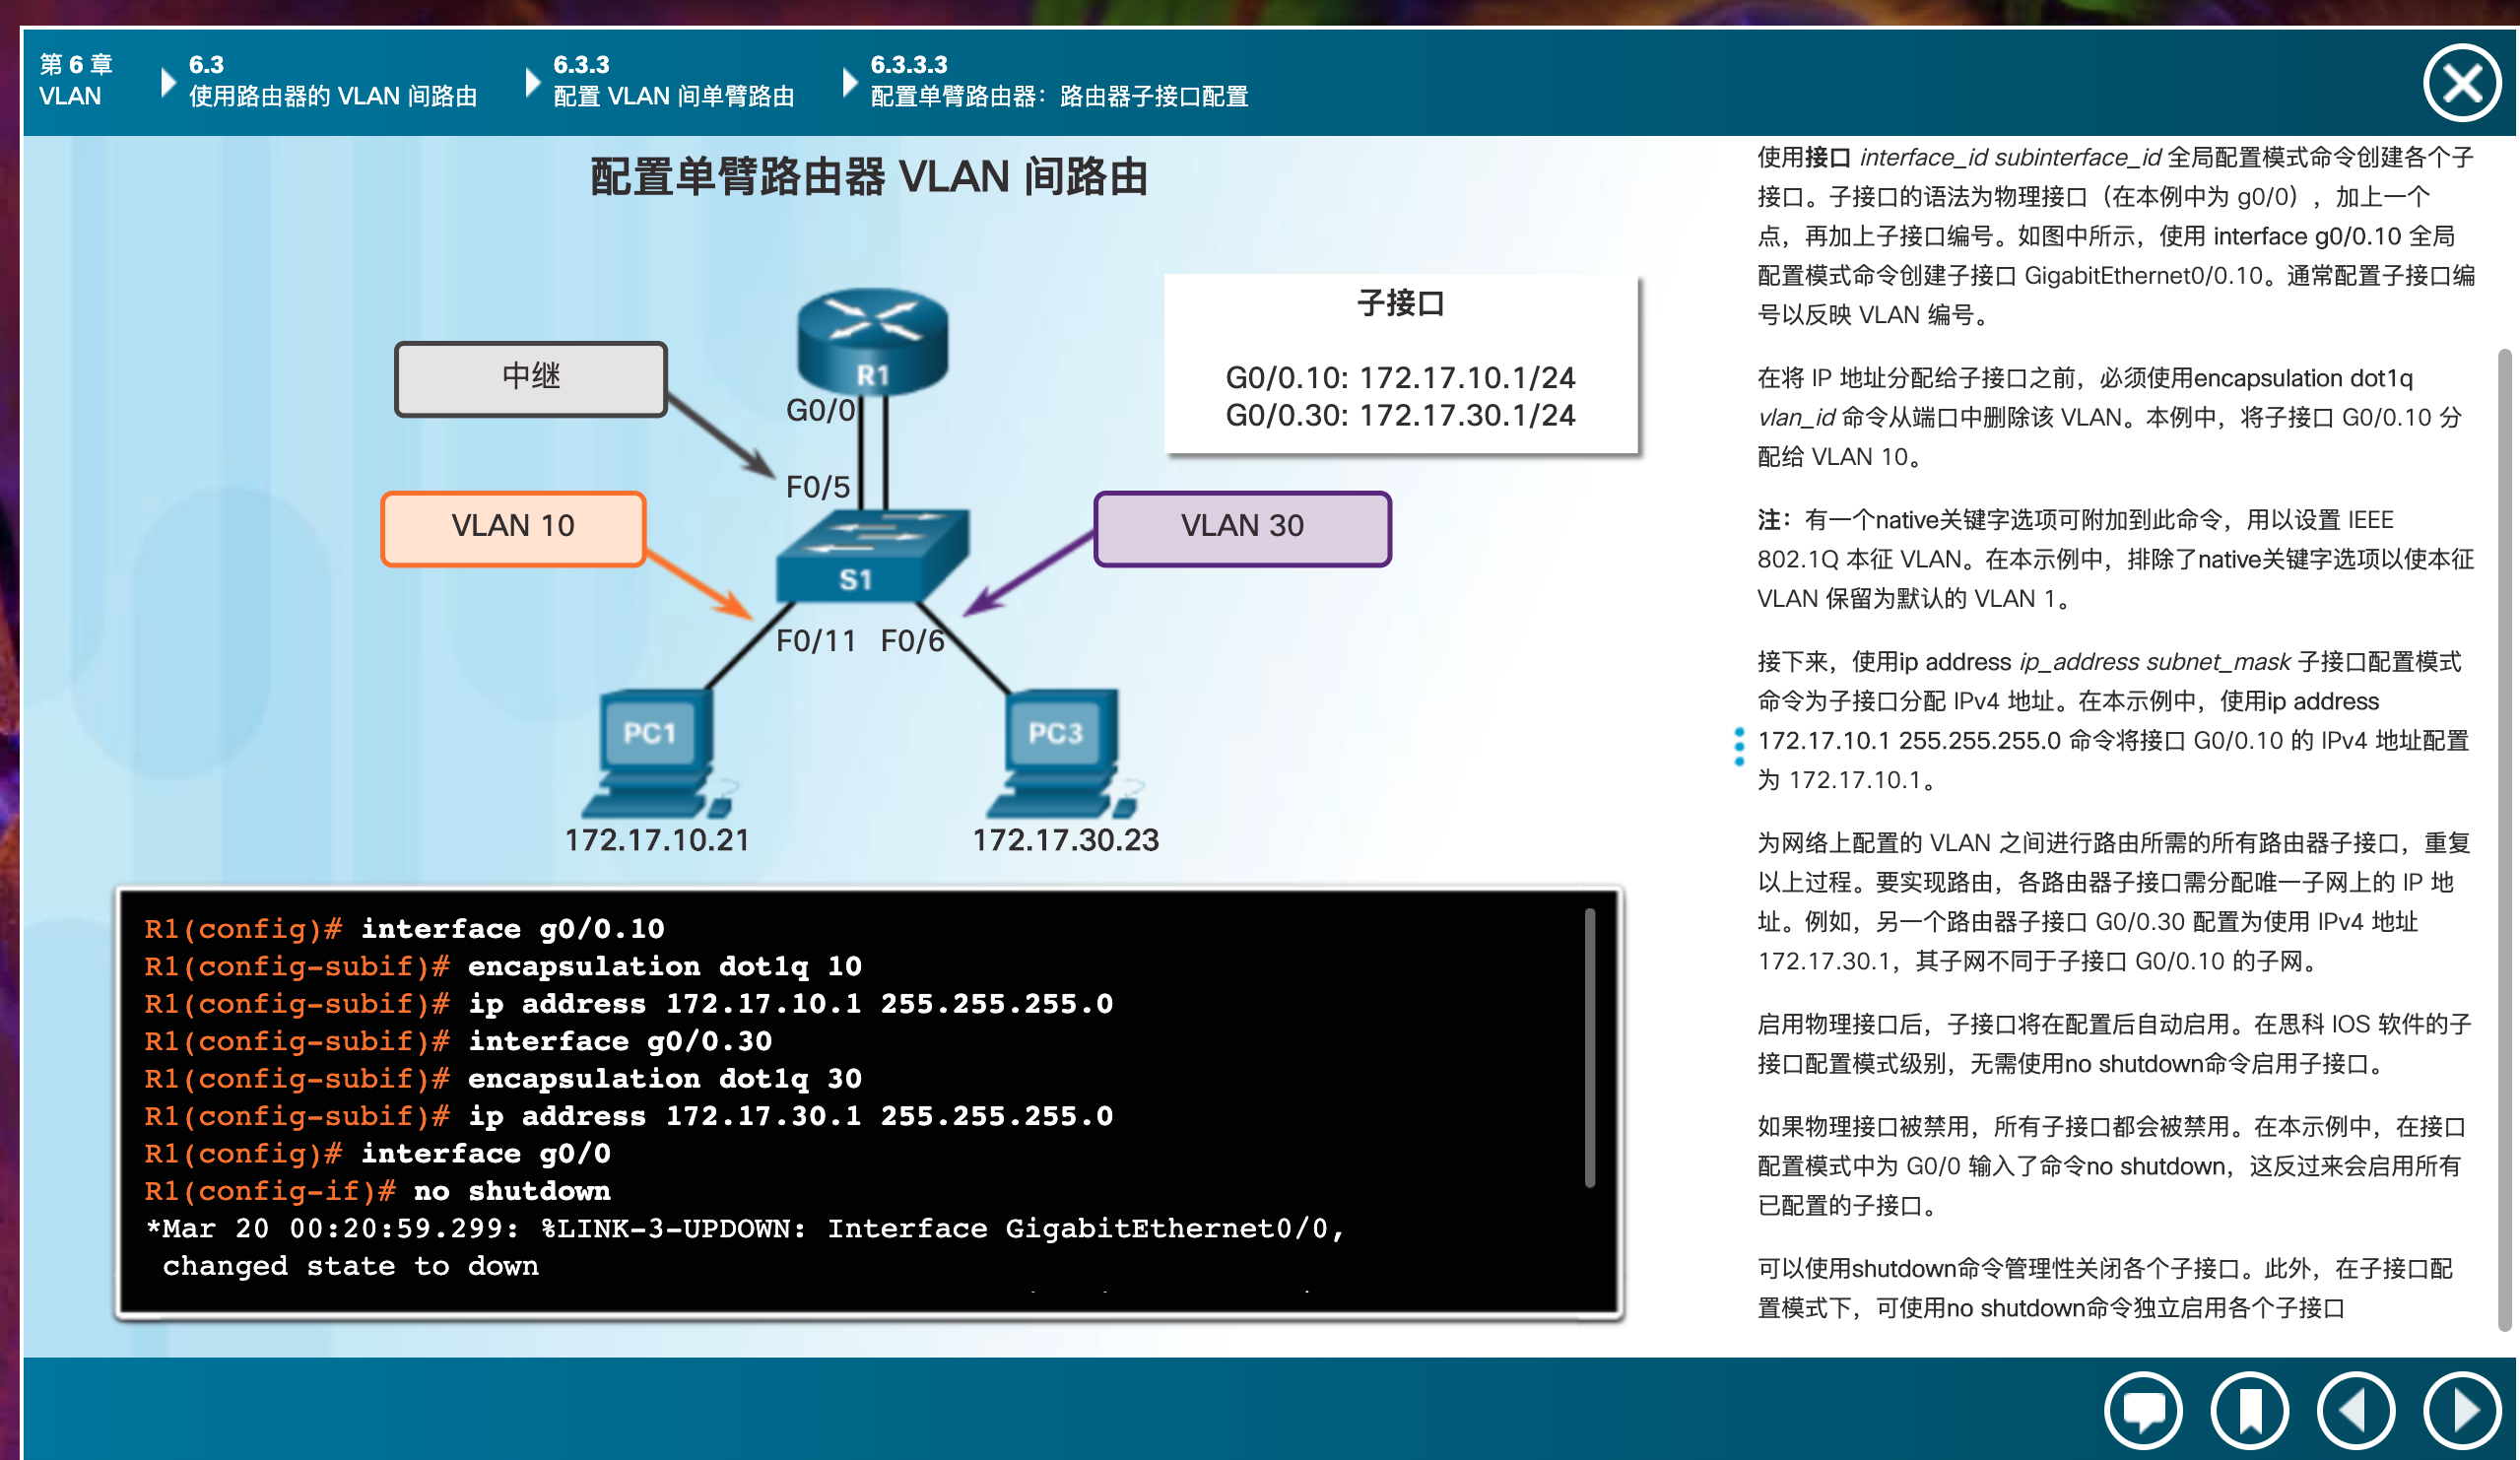 第 6 章
VLAN
6.3
使用路由器的 VLAN 间路由
6.3.3
配置 VLAN 间单臂路由
6.3.3.3
配置单臂路由器：路由器子接口配置
配置单臂路由器 VLAN 间路由
R1
G0/0
中继
F0/5
子接口
G0/0.10: 172.17.10.1/24
G0/0.30: 172.17.30.1/24
VLAN 10
VLAN 30
S1
F0/11 F0/6
PC1
PC3
172.17.10.21
172.17.30.23
R1(config)# interface g0/0.10
R1(config-subif)# encapsulation dot1q 10
R1(config-subif)# ip address 172.17.10.1 255.255.255.0
R1(config-subif)# interface g0/0.30
R1(config-subif)# encapsulation dot1q 30
R1(config-subif)# ip address 172.17.30.1 255.255.255.0
R1(config)# interface g0/0
R1(config-if)# no shutdown
*Mar 20 00:20:59.299: %LINK-3-UPDOWN: Interface GigabitEthernet0/0,
changed state to down
使用接口 interface_id subinterface_id 全局配置模式命令创建各个子
接口。子接口的语法为物理接口（在本例中为 g0/0），加上一个
点，再加上子接口编号。如图中所示，使用 interface g0/0.10 全局
配置模式命令创建子接口 GigabitEthernet0/0.10。通常配置子接口编
号以反映 VLAN 编号。
在将 IP 地址分配给子接口之前，必须使用encapsulation dot1q
vlan_id 命令从端口中删除该 VLAN。本例中，将子接口 G0/0.10 分
配给 VLAN 10。
注：有一个native关键字选项可附加到此命令，用以设置 IEEE
802.1Q 本征 VLAN。在本示例中，排除了native关键字选项以使本征
VLAN 保留为默认的 VLAN 1。
接下来，使用ip address ip_address subnet_mask 子接口配置模式
命令为子接口分配 IPv4 地址。在本示例中，使用ip address
172.17.10.1 255.255.255.0 命令将接口 G0/0.10 的 IPv4 地址配置
为 172.17.10.1。
为网络上配置的 VLAN 之间进行路由所需的所有路由器子接口，重复
以上过程。要实现路由，各路由器子接口需分配唯一子网上的 IP 地
址。例如，另一个路由器子接口 G0/0.30 配置为使用 IPv4 地址
172.17.30.1，其子网不同于子接口 G0/0.10 的子网。
启用物理接口后，子接口将在配置后自动启用。在思科 IOS 软件的子
接口配置模式级别，无需使用no shutdown命令启用子接口。
如果物理接口被禁用，所有子接口都会被禁用。在本示例中，在接口
配置模式中为 G0/0 输入了命令no shutdown，这反过来会启用所有
已配置的子接口。
可以使用shutdown命令管理性关闭各个子接口。此外，在子接口配
置模式下，可使用no shutdown命令独立启用各个子接口